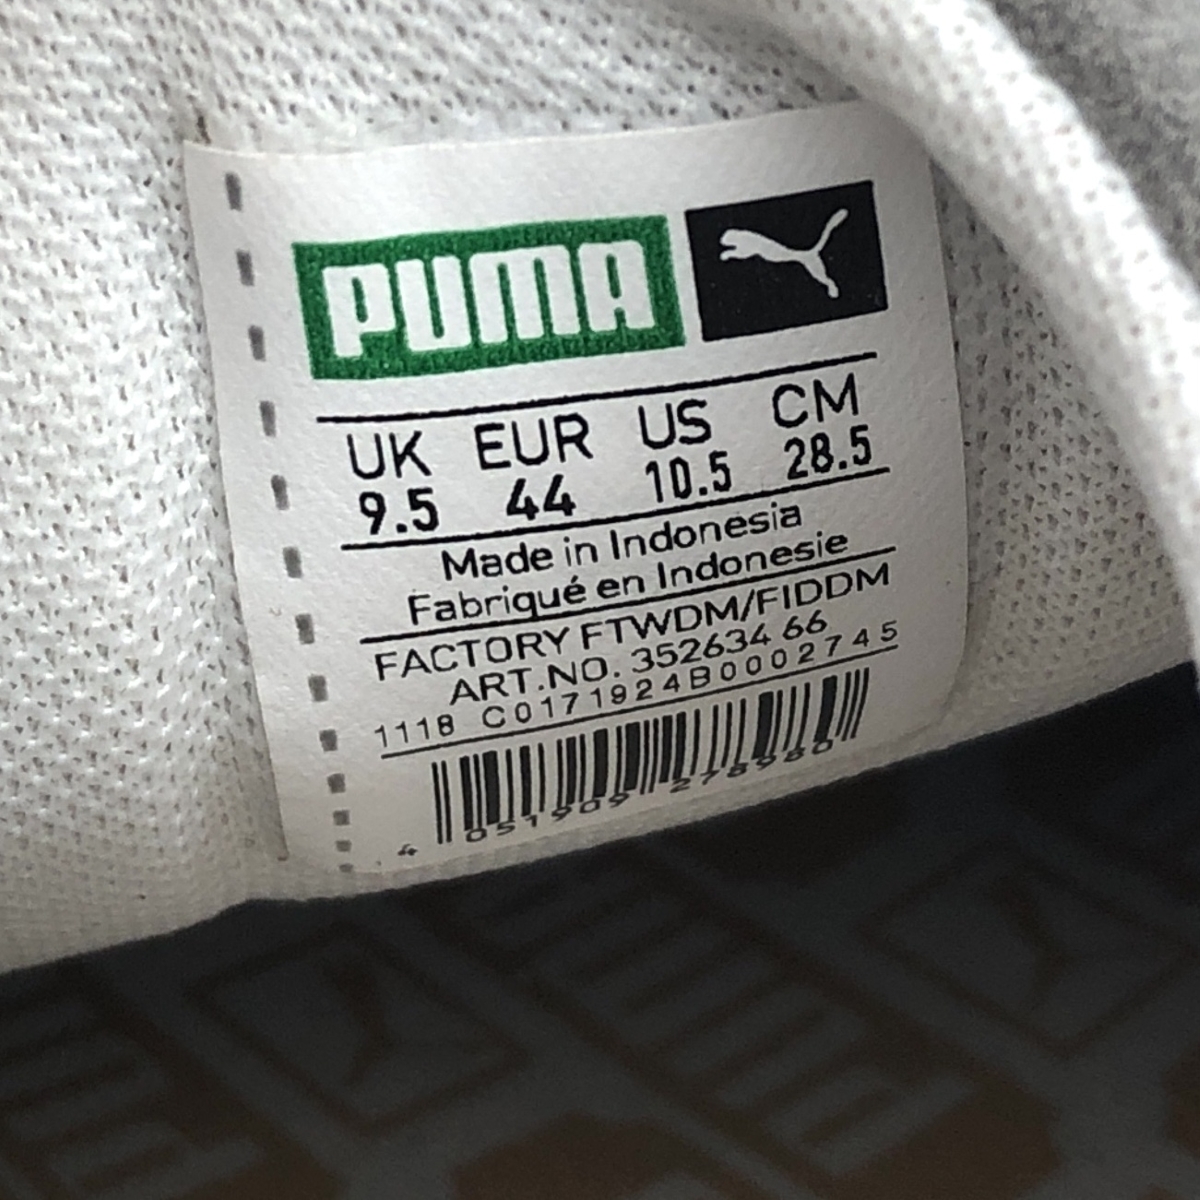 PUMA
UK EUR US CM
9.5 44 10.5 28.5
Made in Indonesia
Fabriqué en Indonesie
FACTORY FTWDM/FIDDM
ART.NO. 352634 66
1118 C0171924B0002745
4 051909 278980